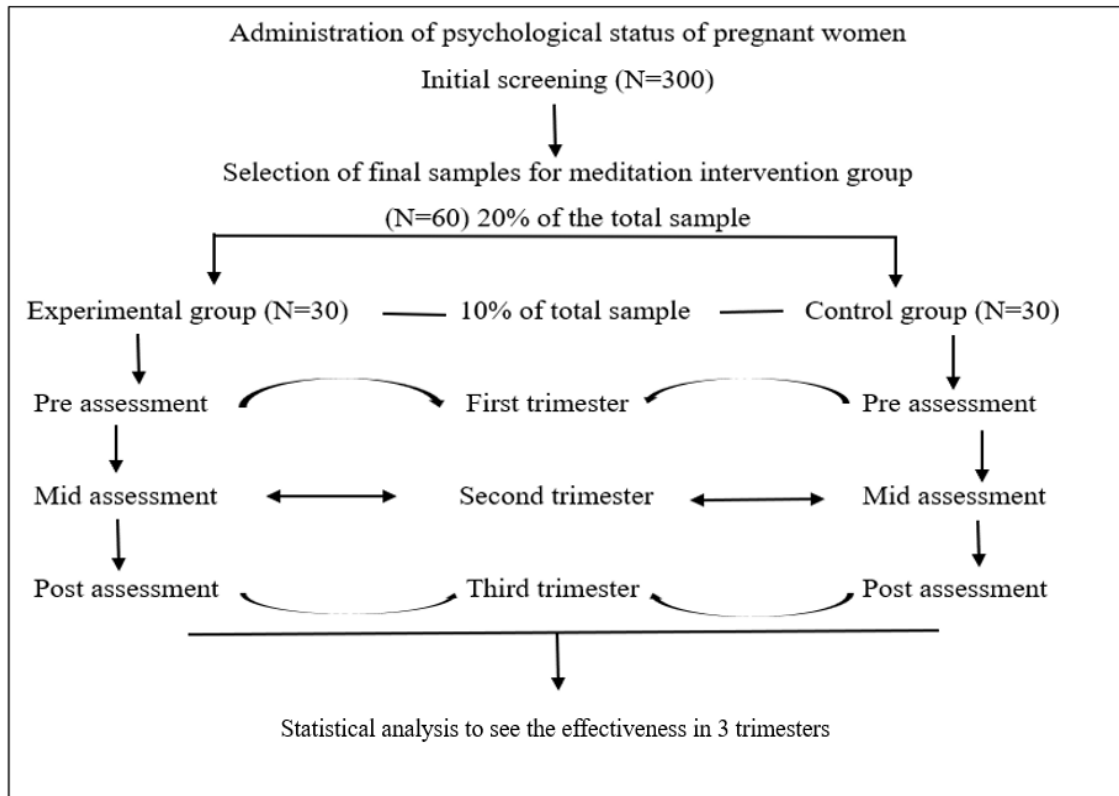 Administration of psychological status of pregnant women
Initial screening (N=300)
Selection of final samples for meditation intervention group
(N=60) 20% of the total sample
Experimental group (N=30) 10% of total sample Control group (N=30)
Pre assessment First trimester Pre assessment
Mid assessment Second trimester Mid assessment
Post assessment Third trimester Post assessment
Statistical analysis to see the effectiveness in 3 trimesters